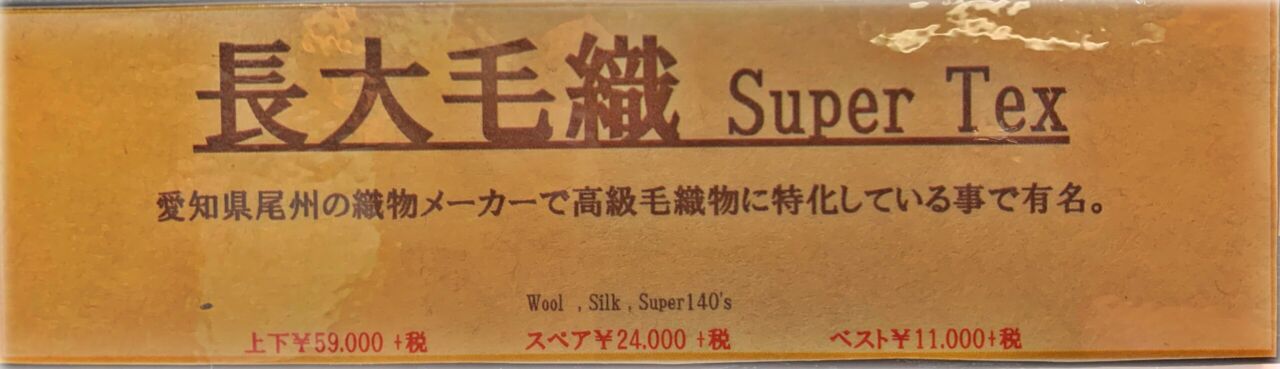 長大毛織 Super Tex
愛知県尾州の織物メーカーで高級毛織物に特化している事で有名。
Wool , Silk , Super140's
上下¥59.000 +税 スペア¥24.000 +税 ベスト¥11.000+税